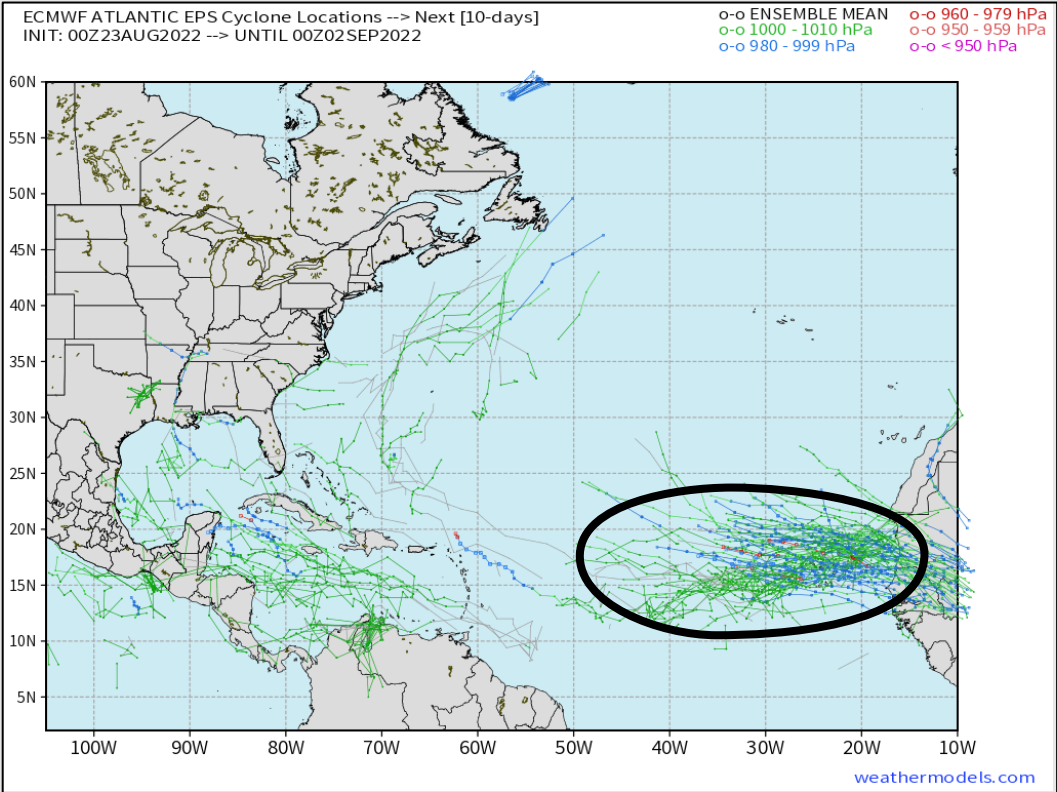 ECMWF ATLANTIC EPS Cyclone Locations --> Next [10-days]
INIT: 00Z23AUG2022 --> UNTIL 00Z02SEP2022
o-o ENSEMBLE MEAN
o-o 1000 - 1010 hPa
o-o 980 - 999 hPa
o-o 960 - 979 hPa
o-o 950 - 959 hPa
o-o < 950 hPa
60N
55N
50N
45N
40N
35N
30N
25N
20N
15N
10N
5N
100W 90W 80W 70W 60W 50W 40W 30W 20W 10W
weathermodels.com